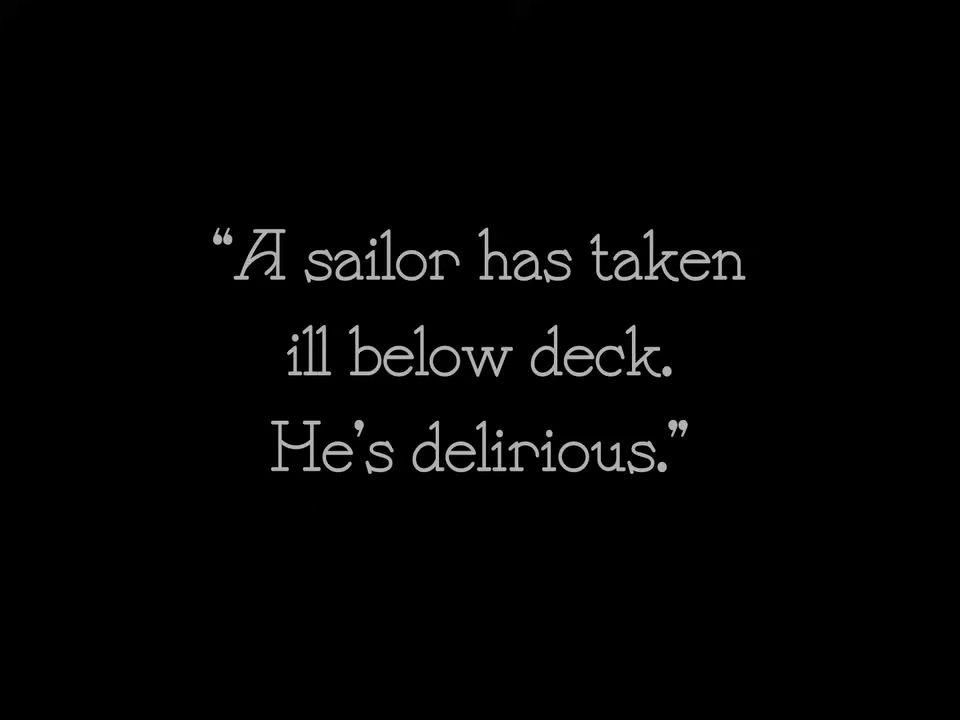 “A sailor has taken
ill below deck.
He’s delirious.”